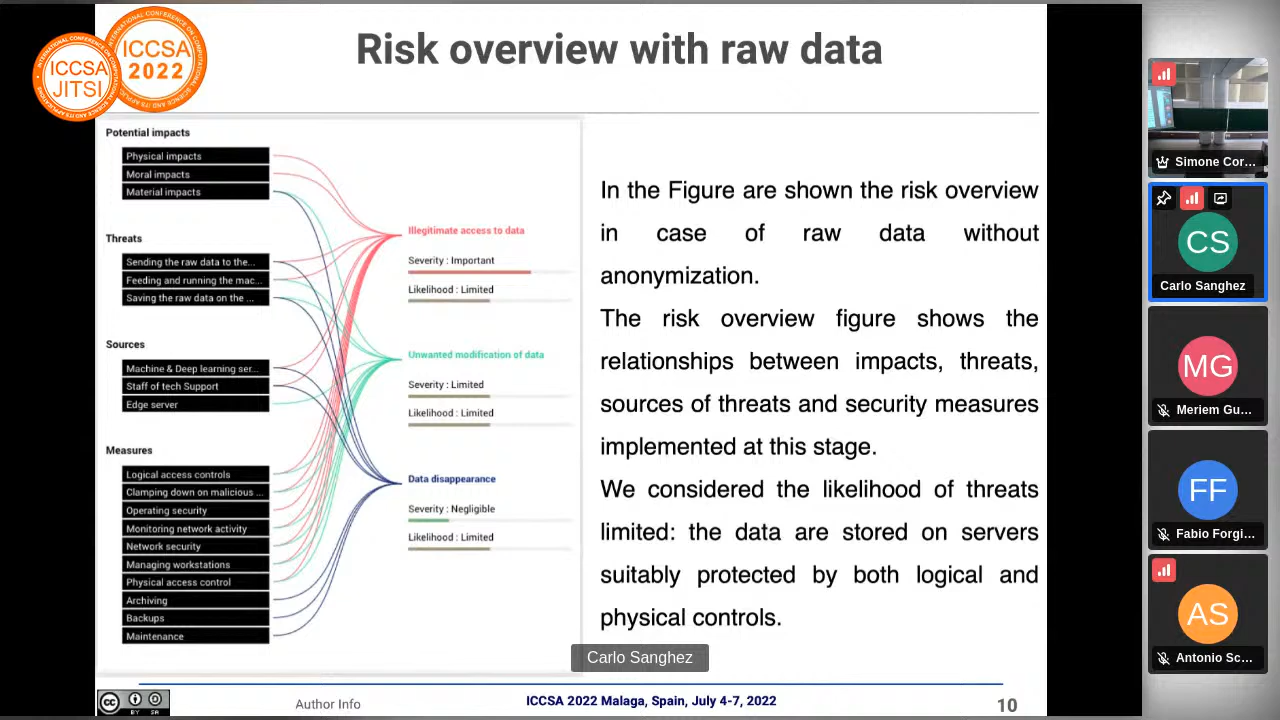 Risk overview with raw data
ICCSA
JITSI
ICCSA
2022
Potential impacts
Physical impacts
Moral impacts
Material impacts
Threats
Sending the raw data to the...
Feeding and running the mac...
Saving the raw data on the ...
Sources
Machine & Deep learning ser...
Staff of tech Support
Edge server
Measures
Logical access controls
Clamping down on malicious ...
Operating security
Monitoring network activity
Network security
Managing workstations
Physical access control
Archiving
Backups
Maintenance
Illegitimate access to data
Severity : Important
Likelihood : Limited
Unwanted modification of data
Severity : Limited
Likelihood : Limited
Data disappearance
Severity : Negligible
Likelihood : Limited
In the Figure are shown the risk overview
in case of raw data without
anonymization.
The risk overview figure shows the
relationships between impacts, threats,
sources of threats and security measures
implemented at this stage.
We considered the likelihood of threats
limited: the data are stored on servers
suitably protected by both logical and
physical controls.
Carlo Sanghez
CC BY SA
Author Info
ICCSA 2022 Malaga, Spain, July 4-7, 2022
10
Simone Cor...
CS
Carlo Sanghez
MG
Meriem Gu...
FF
Fabio Forgi...
AS
Antonio Sc...